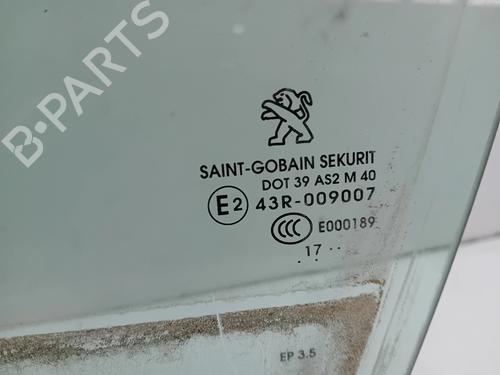 B-PARTS
SAINT-GOBAIN SEKURIT
DOT 39 AS2 M 40
E2 43R-009007
CCC E000189
. 17 ..
. . .
EP 3.5